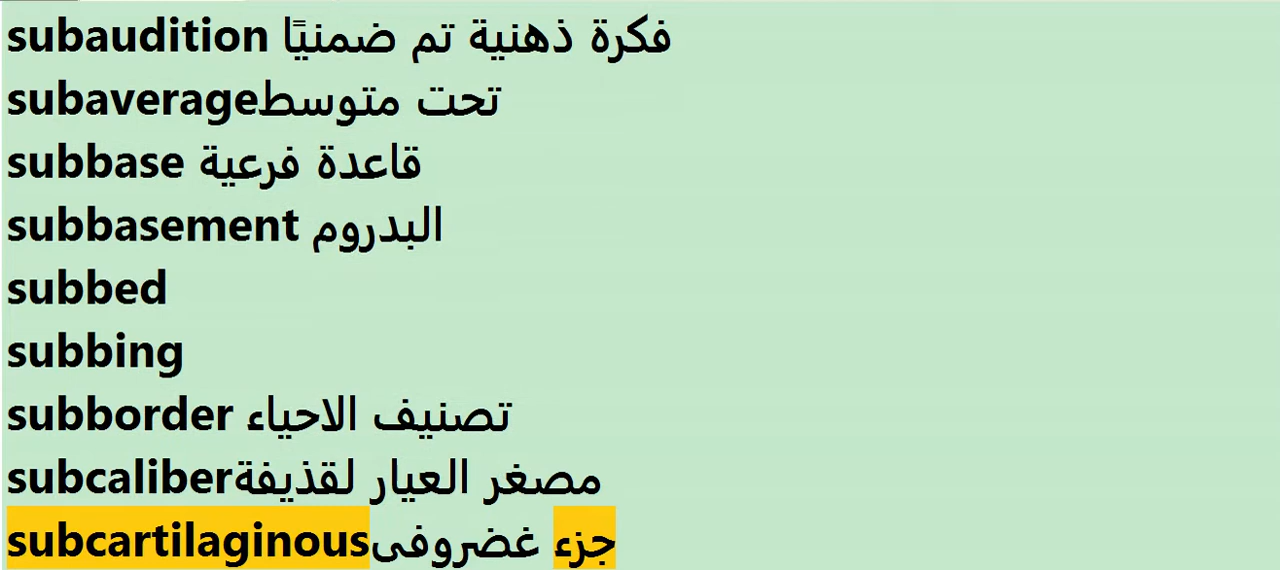 subaudition فكرة ذهنية تم ضمنيًا
subaverageتحت متوسط
subbase قاعدة فرعية
subbasement البدروم
subbed
subbing
subborder تصنيف الاحياء
subcaliberمصغر العيار لقذيفة
subcartilaginousجزء غضروفى